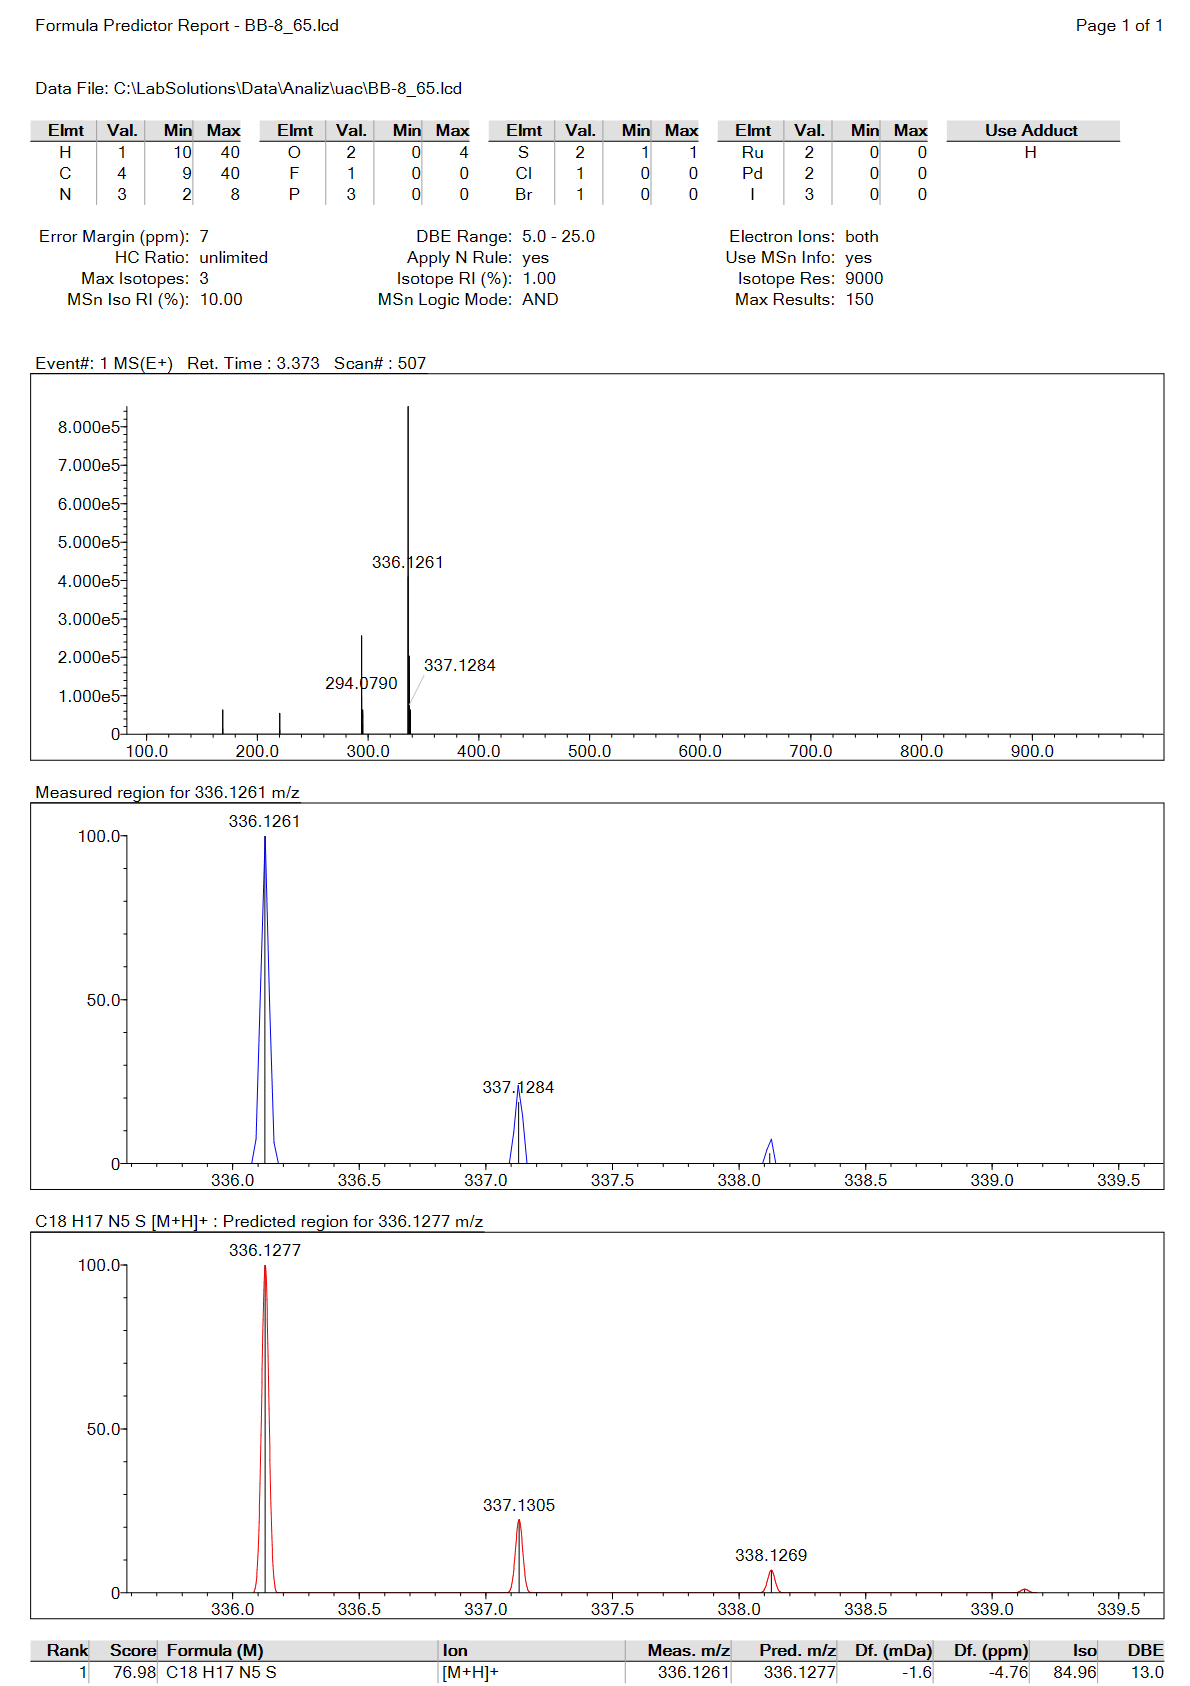 Formula Predictor Report - BB-8_65.lcd Page 1 of 1
Data File: C:\LabSolutions\Data\Analiz\uac\BB-8_65.lcd
Elmt Val. Min Max Elmt Val. Min Max Elmt Val. Min Max Elmt Val. Min Max Use Adduct
H 1 10 40 O 2 0 4 S 2 1 1 Ru 2 0 0 H
C 4 9 40 F 1 0 0 Cl 1 0 0 Pd 2 0 0
N 3 2 8 P 3 0 0 Br 1 0 0 I 3 0 0
Error Margin (ppm): 7 DBE Range: 5.0 - 25.0 Electron Ions: both
HC Ratio: unlimited Apply N Rule: yes Use MSn Info: yes
Max Isotopes: 3 Isotope RI (%): 1.00 Isotope Res: 9000
MSn Iso RI (%): 10.00 MSn Logic Mode: AND Max Results: 150
Event#: 1 MS(E+) Ret. Time : 3.373 Scan# : 507
8.000e5
7.000e5
6.000e5
5.000e5
336.1261
4.000e5
3.000e5
2.000e5
337.1284
294.0790
1.000e5
0
100.0 200.0 300.0 400.0 500.0 600.0 700.0 800.0 900.0
Measured region for 336.1261 m/z
336.1261
100.0
50.0
337.1284
0
336.0 336.5 337.0 337.5 338.0 338.5 339.0 339.5
C18 H17 N5 S [M+H]+ : Predicted region for 336.1277 m/z
336.1277
100.0
50.0
337.1305
338.1269
0
336.0 336.5 337.0 337.5 338.0 338.5 339.0 339.5
Rank Score Formula (M) Ion Meas. m/z Pred. m/z Df. (mDa) Df. (ppm) Iso DBE
1 76.98 C18 H17 N5 S [M+H]+ 336.1261 336.1277 -1.6 -4.76 84.96 13.0